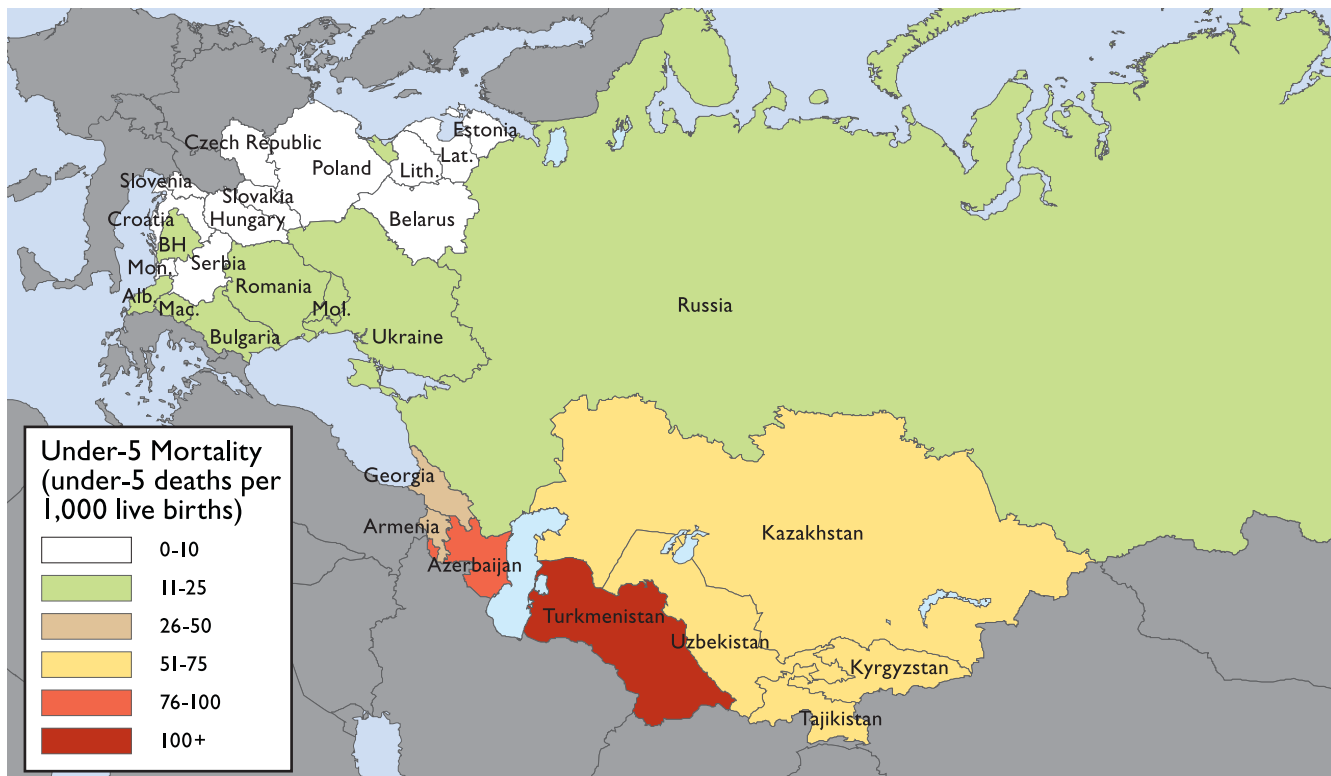 Estonia
Czech Republic
Lat.
Poland
Lith.
Slovenia
Slovakia
Croatia
Hungary
Belarus
BH
Mon.
Serbia
Romania
Alb.
Mac.
Mol.
Russia
Bulgaria
Ukraine
Under-5 Mortality
(under-5 deaths per
1,000 live births)
0-10
11-25
26-50
51-75
76-100
100+
Georgia
Armenia
Kazakhstan
Azerbaijan
Turkmenistan
Uzbekistan
Kyrgyzstan
Tajikistan